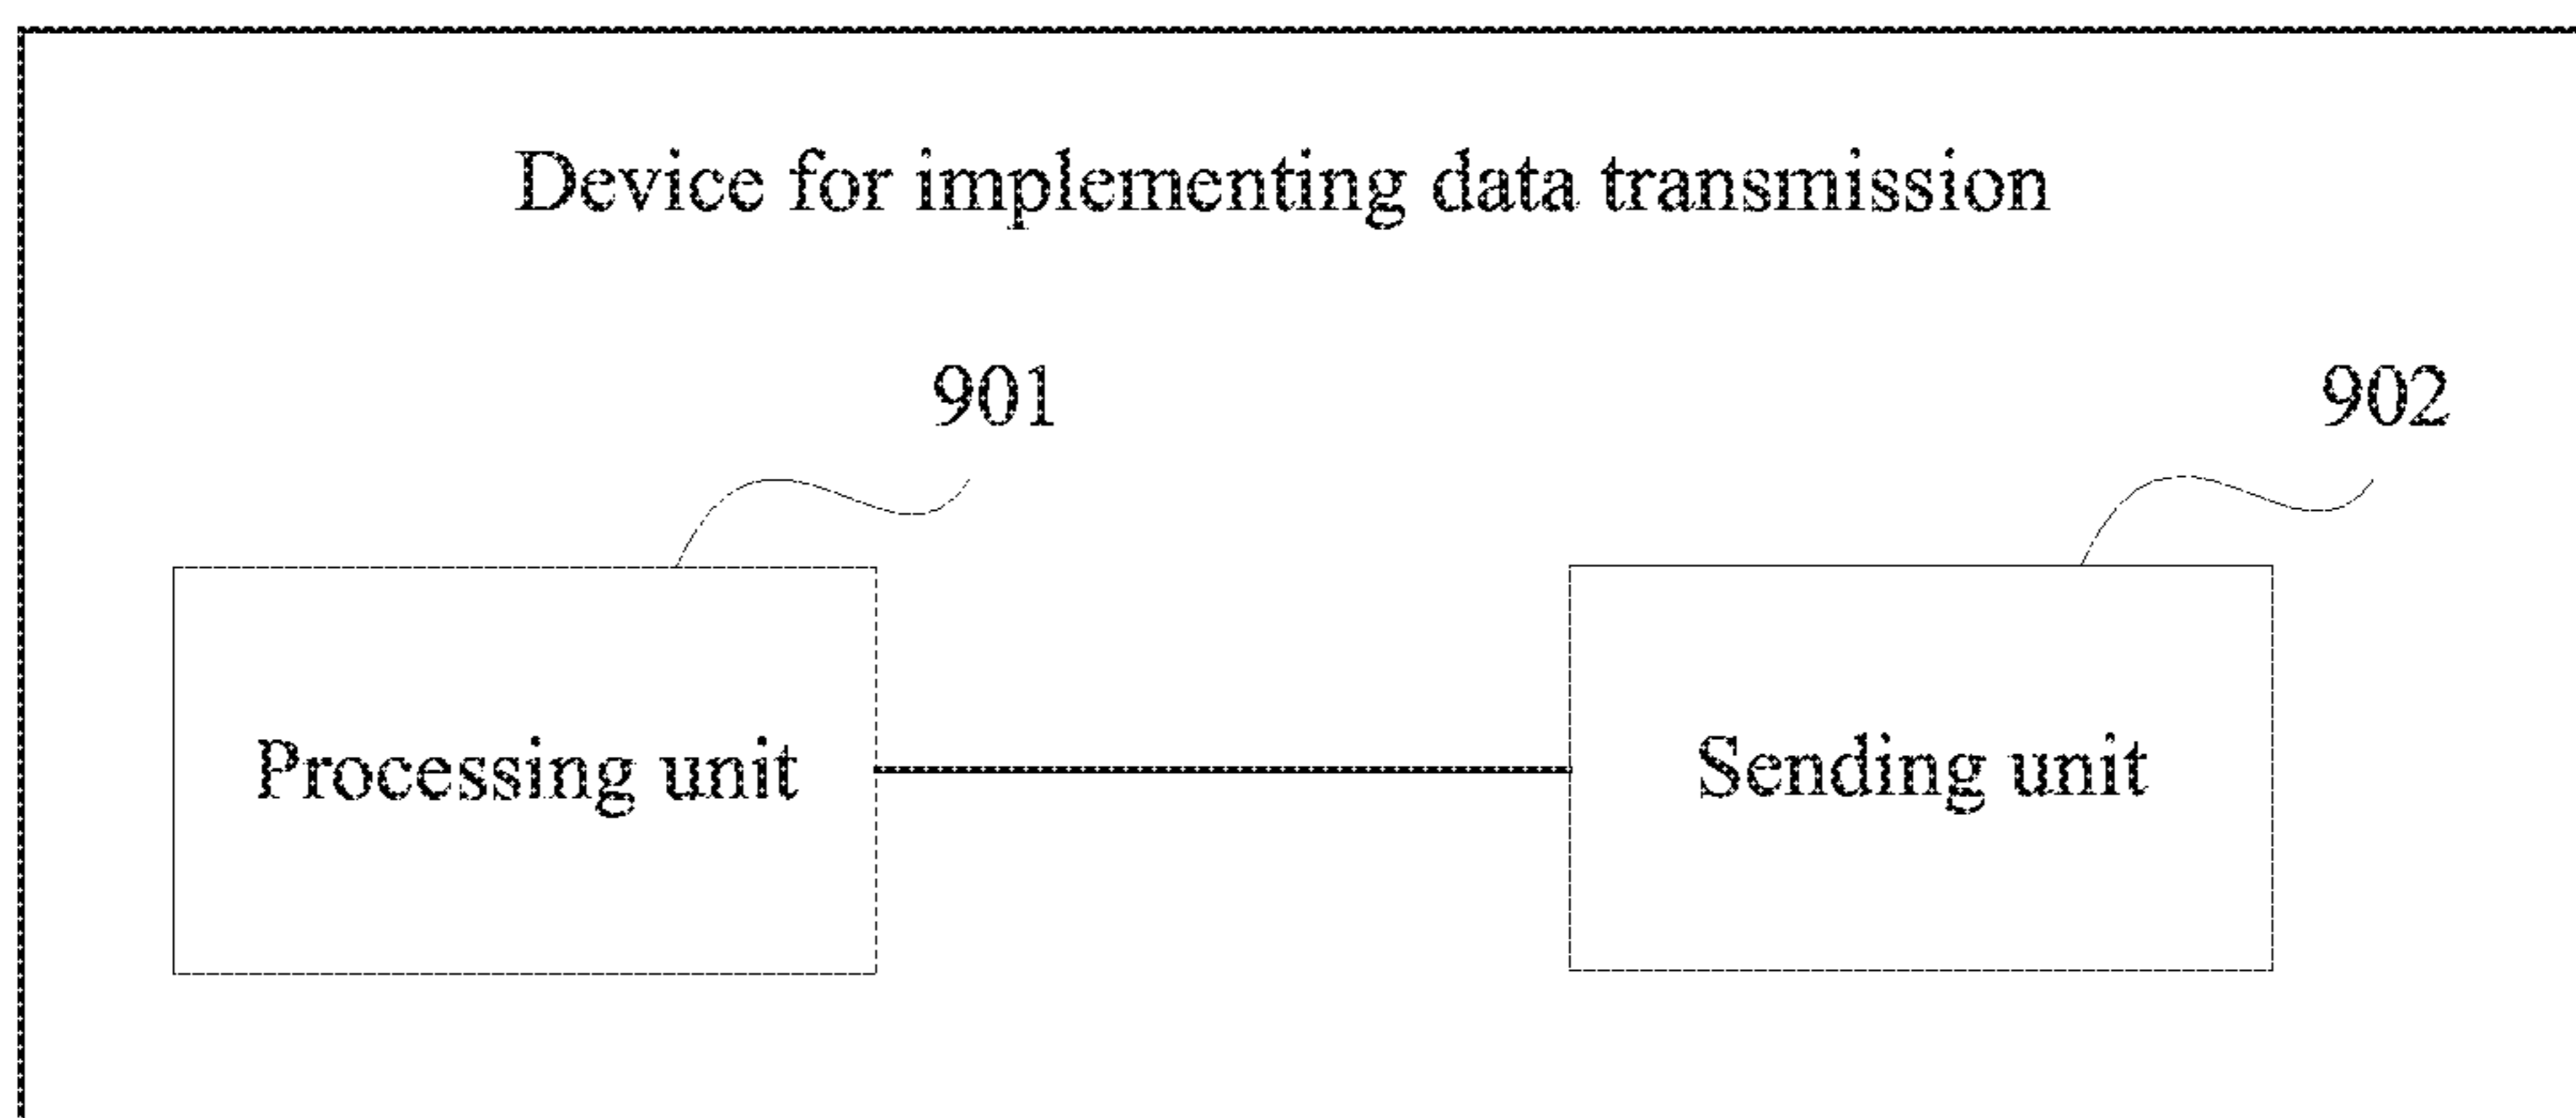 Device for implementing data transmission
901
902
Processing unit
Sending unit